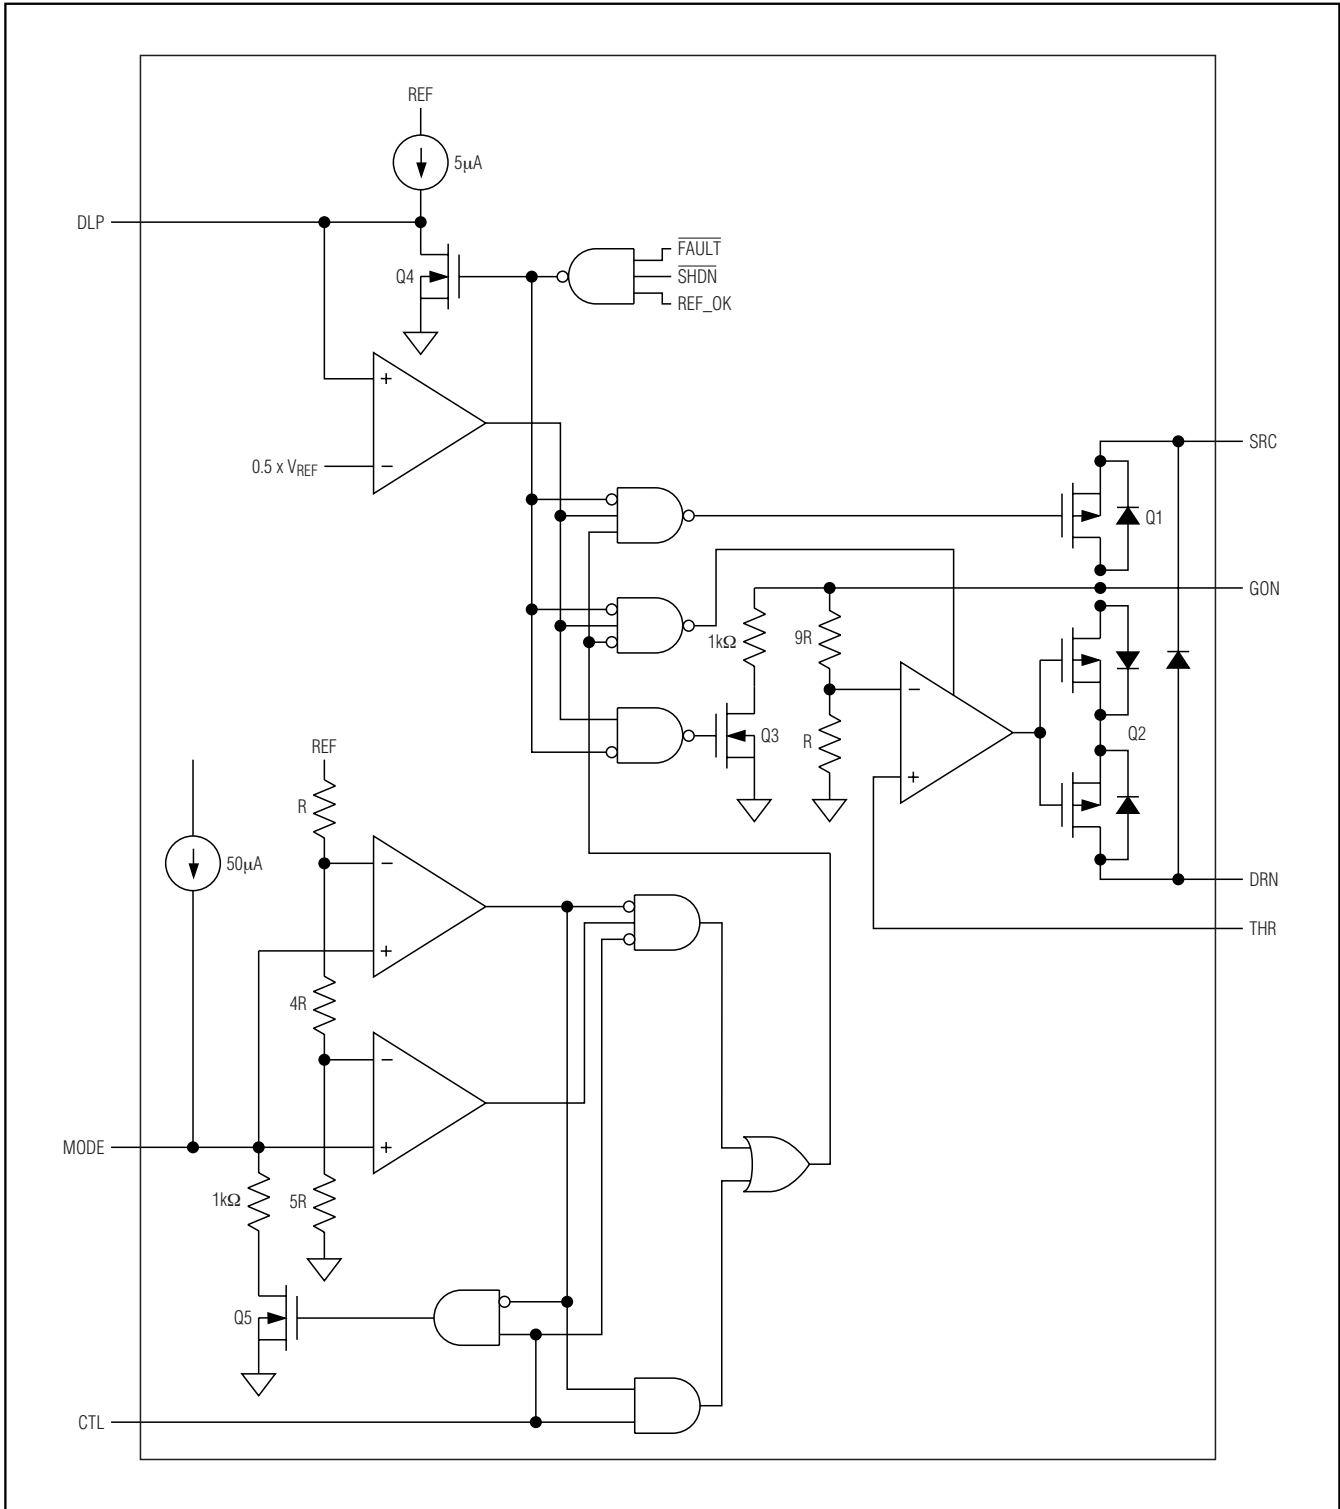 REF
5µA
DLP
FAULT
Q4
SHDN
REF_OK
+
0.5 x VREF
−
SRC
Q1
GON
1kΩ
9R
−
Q3
R
Q2
+
REF
R
50µA
−
DRN
THR
+
4R
−
MODE
+
1kΩ
5R
Q5
CTL